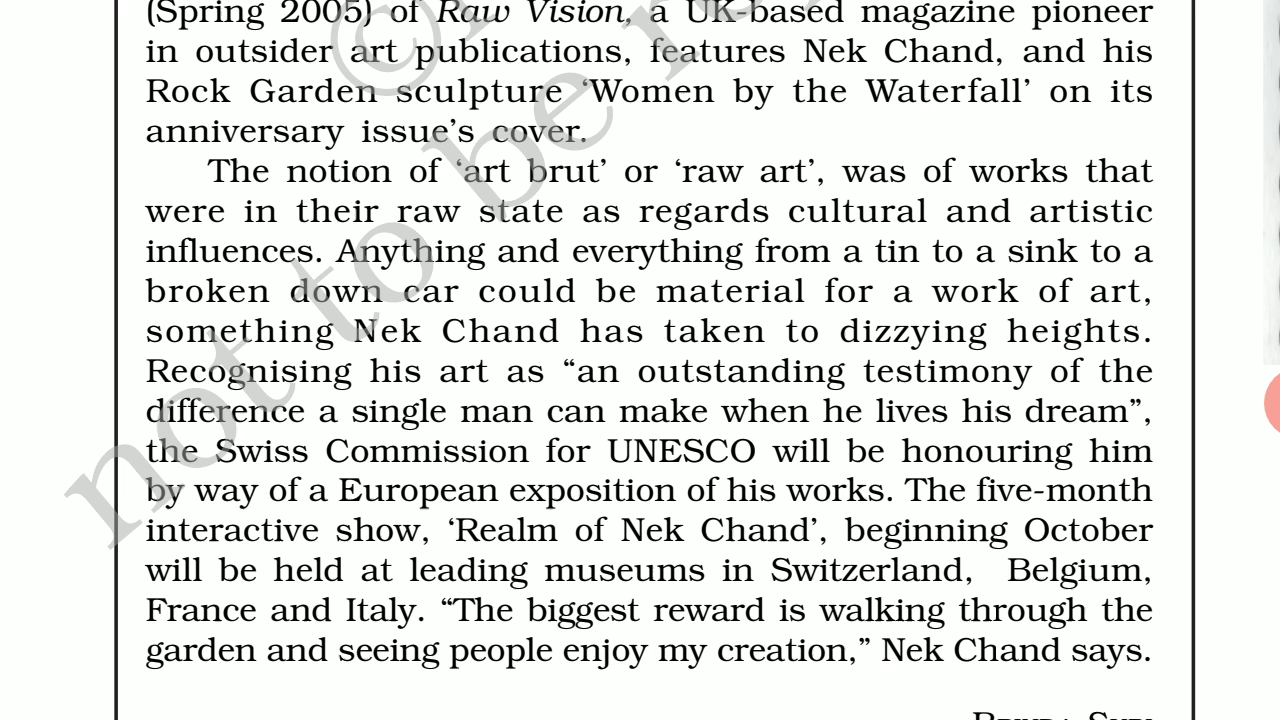 (Spring 2005) of Raw Vision, a UK-based magazine pioneer
in outsider art publications, features Nek Chand, and his
Rock Garden sculpture ‘Women by the Waterfall’ on its
anniversary issue’s cover.
The notion of ‘art brut’ or ‘raw art’, was of works that
were in their raw state as regards cultural and artistic
influences. Anything and everything from a tin to a sink to a
broken down car could be material for a work of art,
something Nek Chand has taken to dizzying heights.
Recognising his art as “an outstanding testimony of the
difference a single man can make when he lives his dream”,
the Swiss Commission for UNESCO will be honouring him
by way of a European exposition of his works. The five-month
interactive show, ‘Realm of Nek Chand’, beginning October
will be held at leading museums in Switzerland, Belgium,
France and Italy. “The biggest reward is walking through the
garden and seeing people enjoy my creation,” Nek Chand says.
not to be